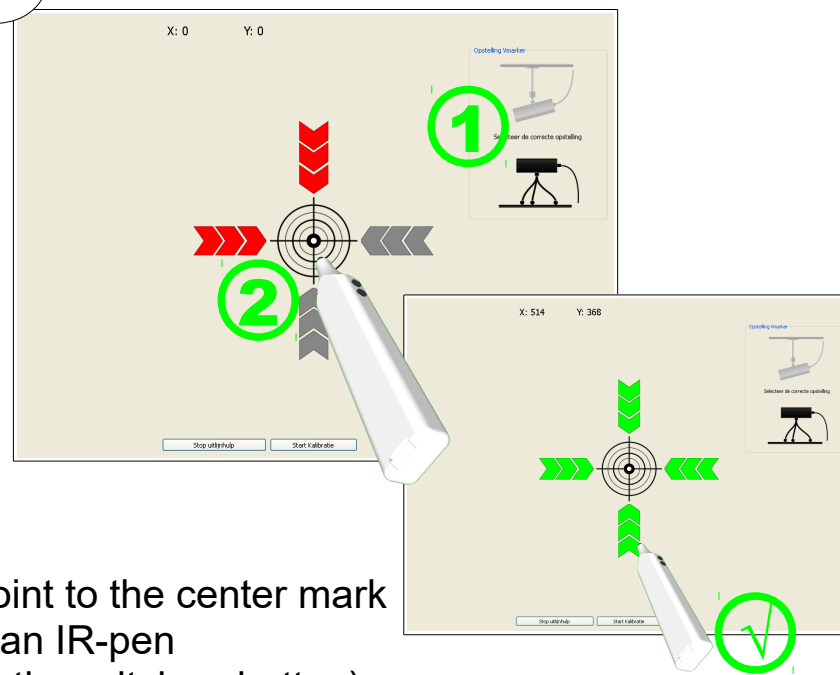 X: 0 Y: 0
Opstelling Vmarker
1
Selecteer de correcte opstelling
2
Stop uitlijnhulp Start Kalibratie
X: 514 Y: 368
Opstelling Vmarker
Selecteer de correcte opstelling
Stop uitlijnhulp Start Kalibratie
√
oint to the center mark
an IR-pen